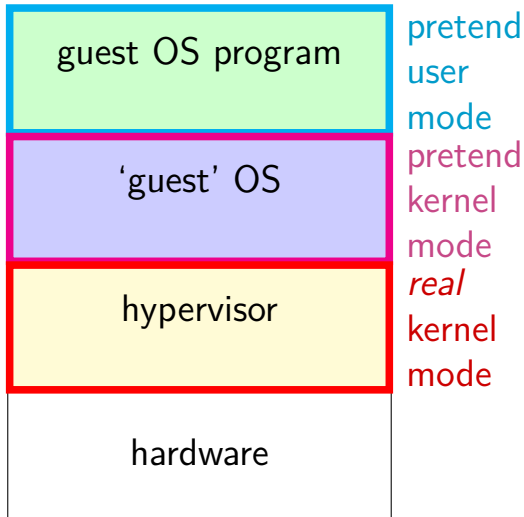 guest OS program
pretend
user
mode
‘guest’ OS
pretend
kernel
mode
hypervisor
real
kernel
mode
hardware